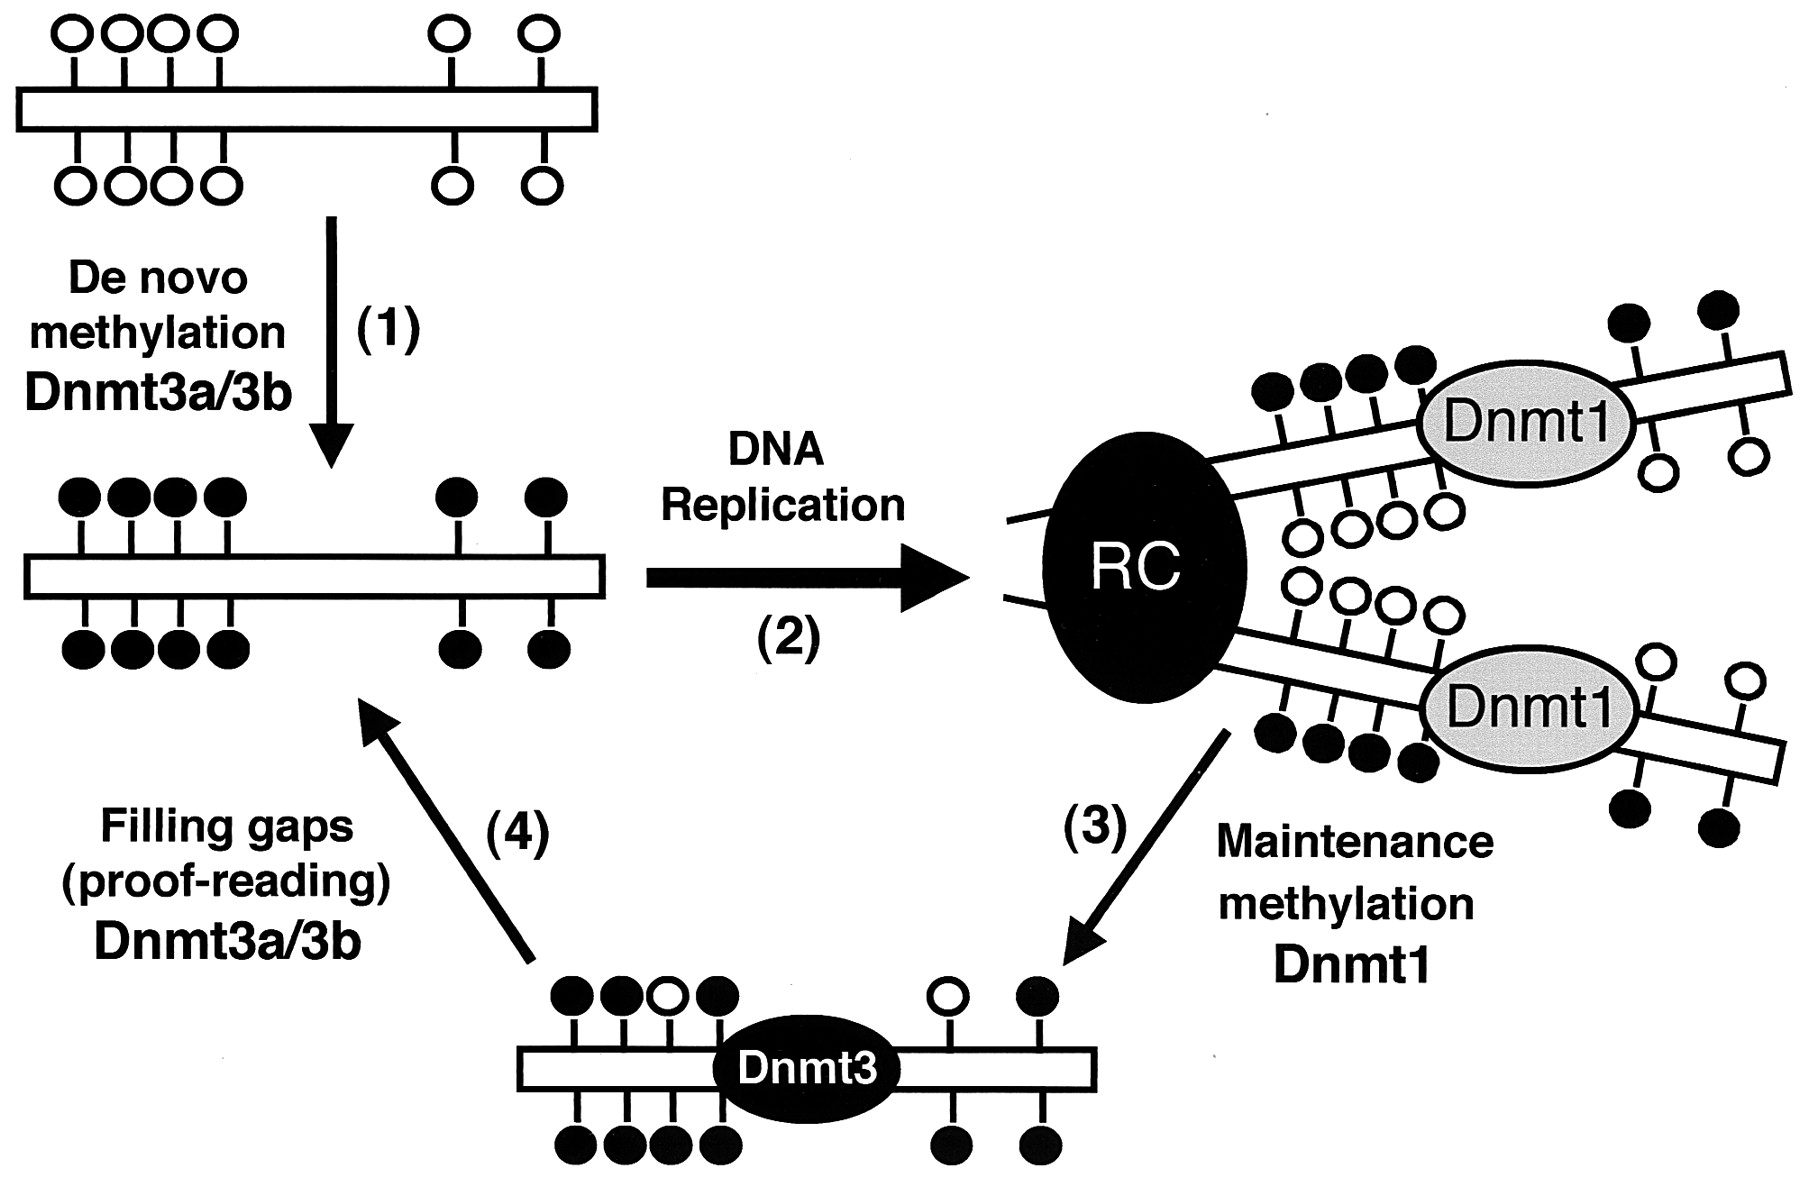 De novo
methylation
Dnmt3a/3b
(1)
DNA
Replication
(2)
RC
Dnmt1
Dnmt1
(3)
Maintenance
methylation
Dnmt1
Filling gaps
(proof-reading)
Dnmt3a/3b
(4)
Dnmt3